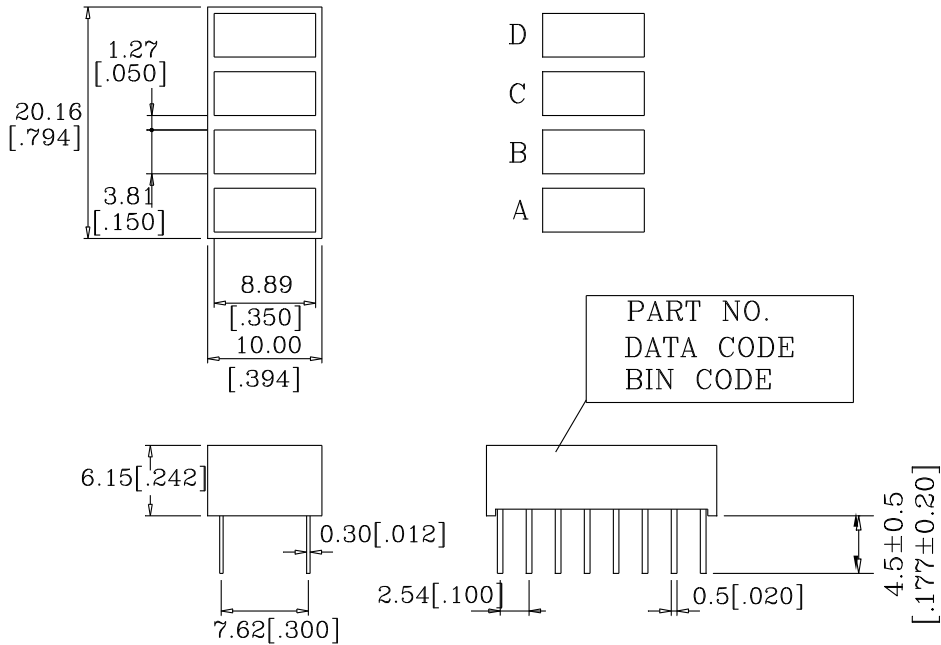 1.27
[.050]
20.16
[.794]
3.81
[.150]
8.89
[.350]
10.00
[.394]
D
C
B
A
PART NO.
DATA CODE
BIN CODE
6.15[.242]
0.30[.012]
7.62[.300]
2.54[.100]
0.5[.020]
4.5±0.5
[.177±0.20]